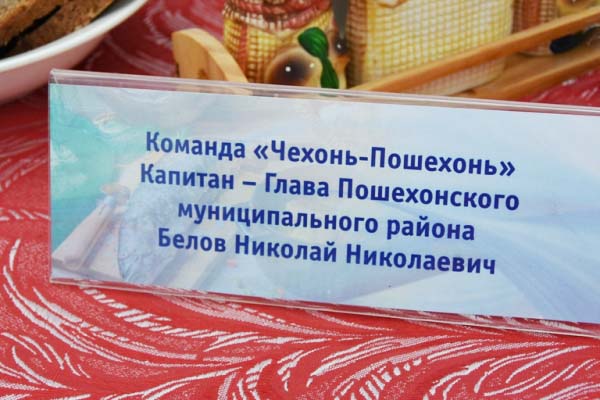 Команда «Чехонь-Пошехонь»
Капитан – Глава Пошехонского
муниципального района
Белов Николай Николаевич